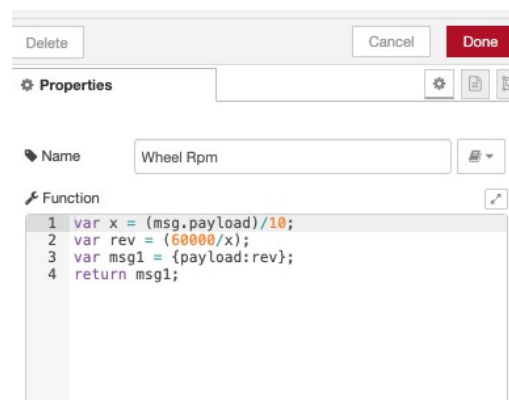 Delete
Cancel
Done
Properties
Name
Wheel Rpm
Function
1 var x = (msg.payload)/10;
2 var rev = (60000/x);
3 var msg1 = {payload:rev};
4 return msg1;